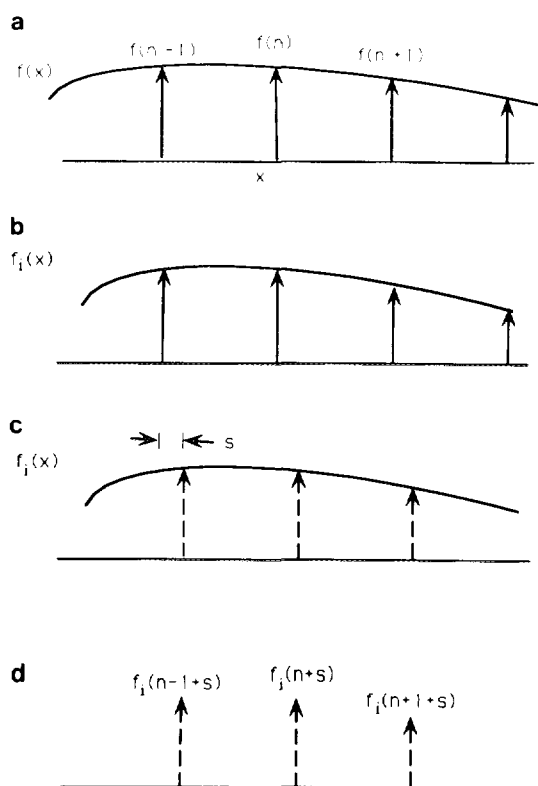 a
f(n - 1)
f(n)
f(n + 1)
f(x)
x
b
f_i(x)
c
s
f_i(x)
d
f_i(n-1+s)
f_i(n+s)
f_i(n+1+s)